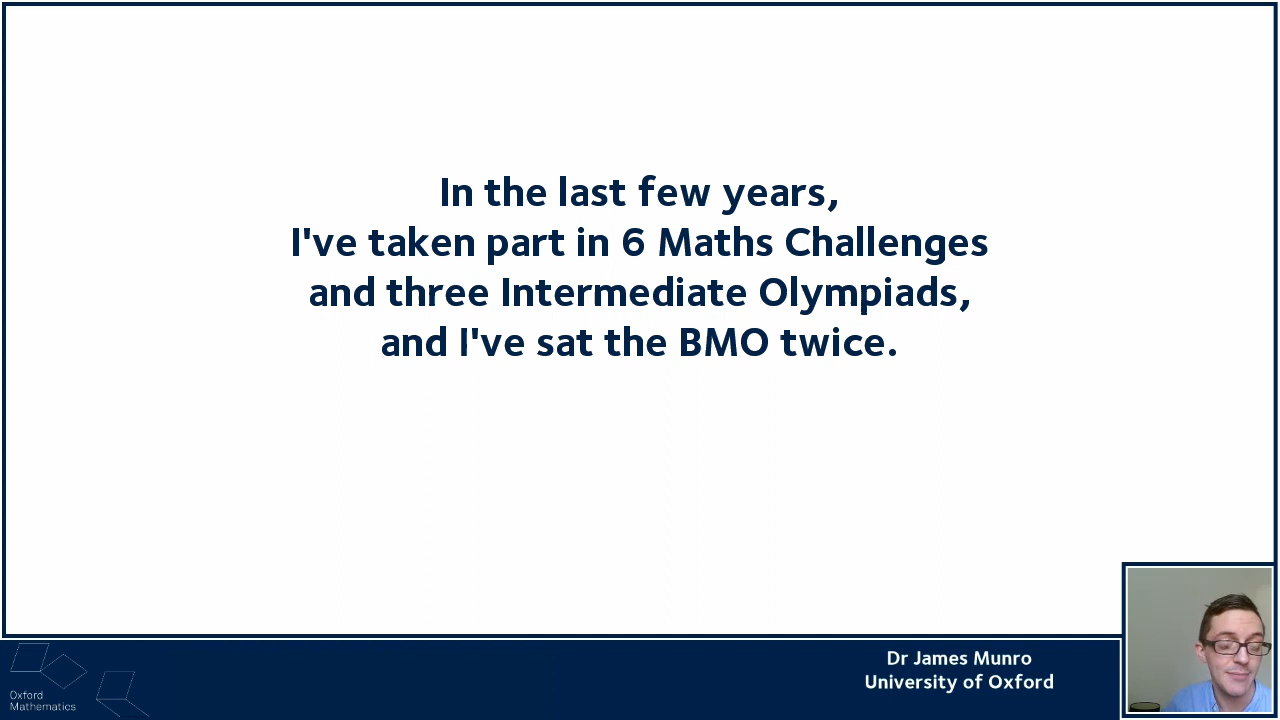 In the last few years,
I've taken part in 6 Maths Challenges
and three Intermediate Olympiads,
and I've sat the BMO twice.
Dr James Munro
University of Oxford
Oxford
Mathematics